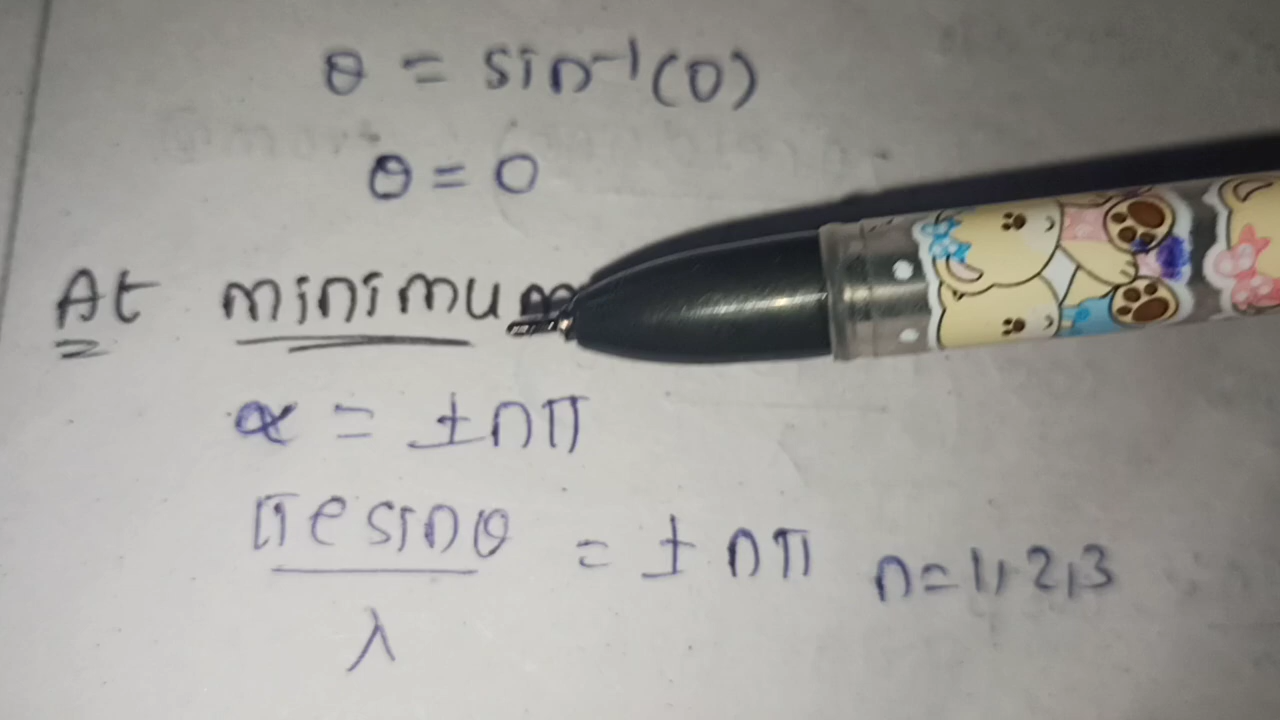 θ = sin⁻¹(0)
θ = 0
At minimum
α = ±nπ
πe sinθ / λ = ± nπ n=1,2,3